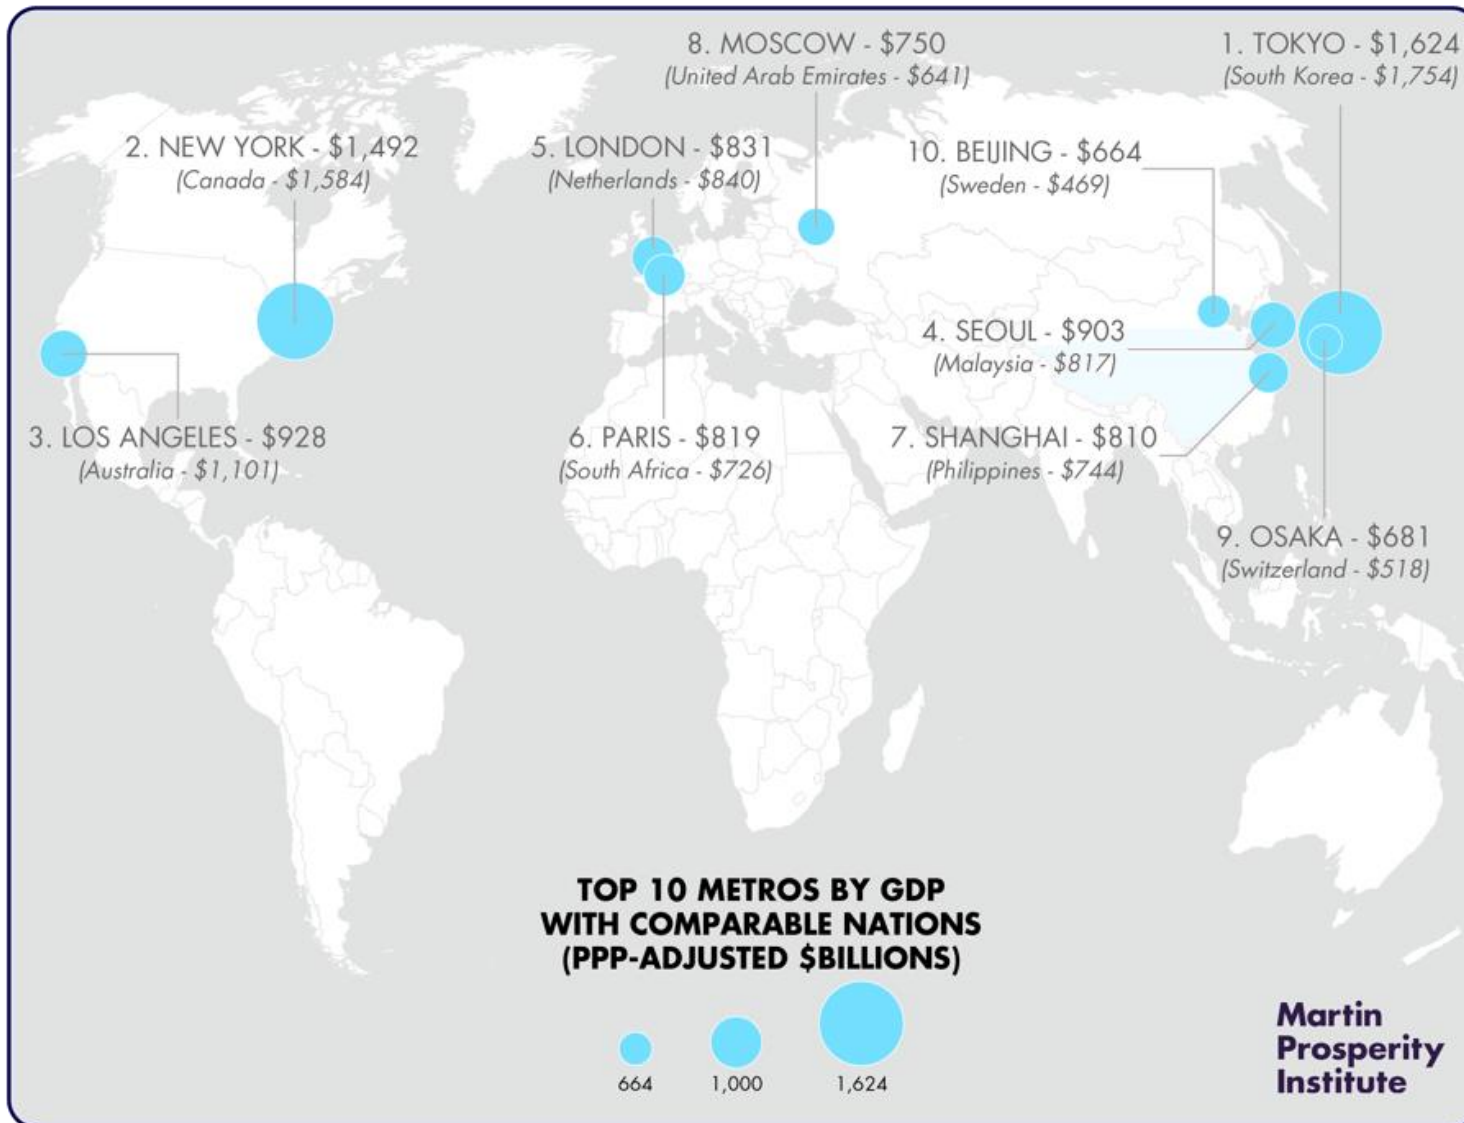 8. MOSCOW - $750
(United Arab Emirates - $641)
1. TOKYO - $1,624
(South Korea - $1,754)
2. NEW YORK - $1,492
(Canada - $1,584)
5. LONDON - $831
(Netherlands - $840)
10. BEIJING - $664
(Sweden - $469)
4. SEOUL - $903
(Malaysia - $817)
3. LOS ANGELES - $928
(Australia - $1,101)
6. PARIS - $819
(South Africa - $726)
7. SHANGHAI - $810
(Philippines - $744)
9. OSAKA - $681
(Switzerland - $518)
TOP 10 METROS BY GDP
WITH COMPARABLE NATIONS
(PPP-ADJUSTED $BILLIONS)
664
1,000
1,624
Martin
Prosperity
Institute